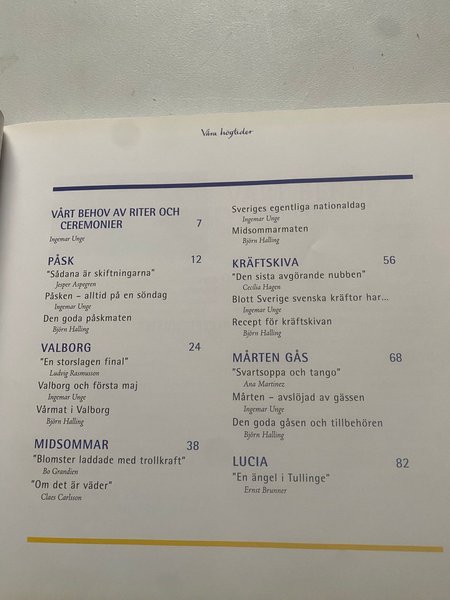 Våra högtider
VÅRT BEHOV AV RITER OCH
CEREMONIER 7
Ingemar Unge
PÅSK 12
"Sådana är skiftningarna"
Jesper Aspegren
Påsken - alltid på en söndag
Ingemar Unge
Den goda påskmaten
Björn Halling
VALBORG 24
"En storslagen final"
Ludvig Rasmusson
Valborg och första maj
Ingemar Unge
Vårmat i Valborg
Björn Halling
MIDSOMMAR 38
"Blomster laddade med trollkraft"
Bo Grandien
"Om det är väder"
Claes Carlsson
Sveriges egentliga nationaldag
Ingemar Unge
Midsommarmaten
Björn Halling
KRÄFTSKIVA 56
"Den sista avgörande nubben"
Cecilia Hagen
Blott Sverige svenska kräftor har...
Ingemar Unge
Recept för kräftskivan
Björn Halling
MÅRTEN GÅS 68
"Svartsoppa och tango"
Ana Martinez
Mårten – avslöjad av gässen
Ingemar Unge
Den goda gåsen och tillbehören
Björn Halling
LUCIA 82
"En ängel i Tullinge"
Ernst Brunner